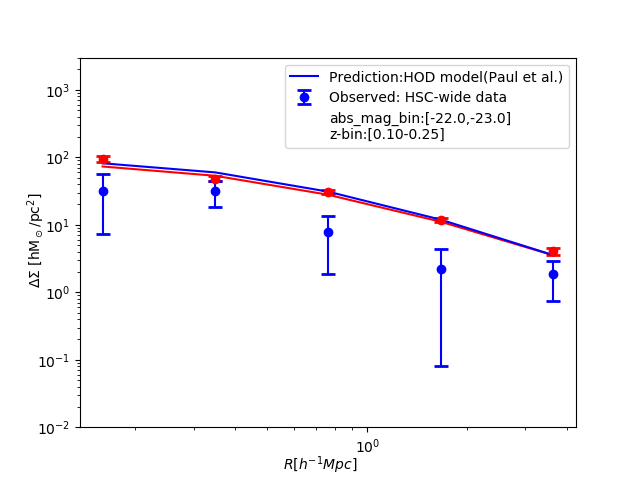 10³
10²
10¹
10⁰
10⁻¹
10⁻²
ΔΣ [hM⊙/pc²]
Prediction:HOD model(Paul et al.)
Observed: HSC-wide data
abs_mag_bin:[-22.0,-23.0]
z-bin:[0.10-0.25]
10⁰
R[h⁻¹Mpc]